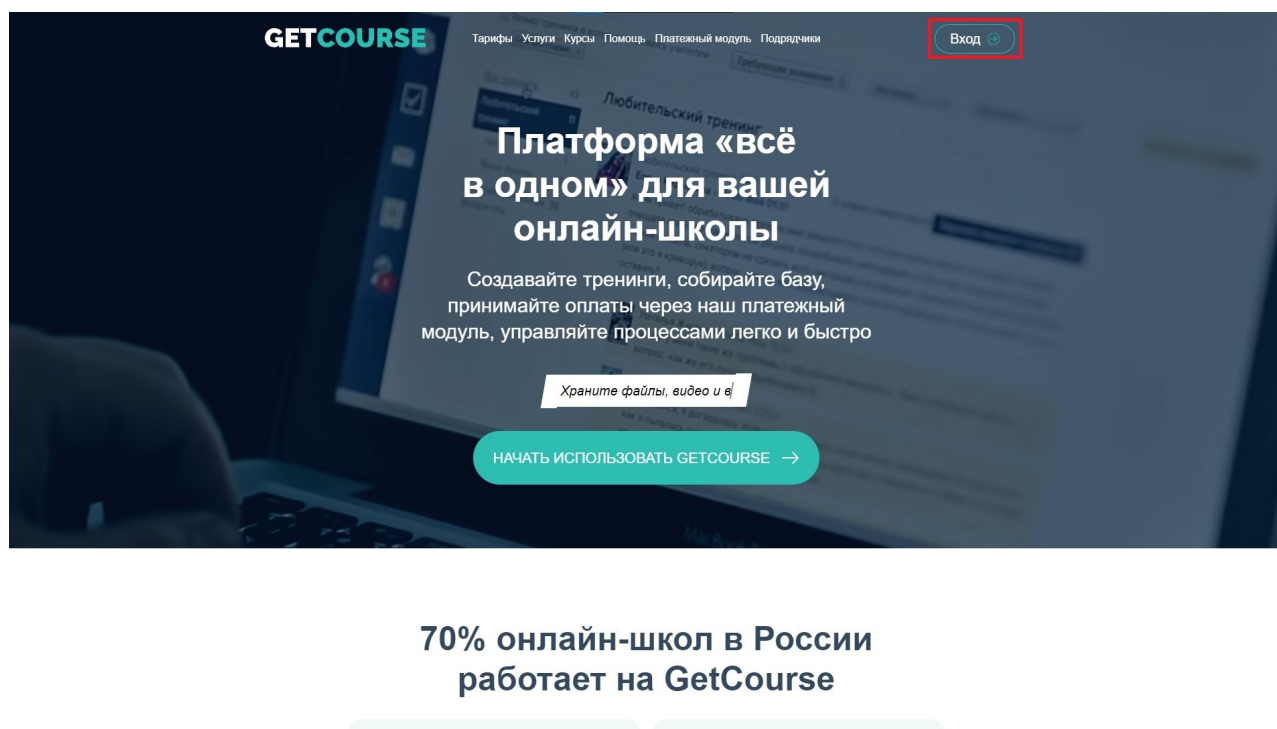 GETCOURSE
Тарифы Услуги Курсы Помощь Платежный модуль Подрядчики
Вход
Любительский тренинг
Платформа «всё
в одном» для вашей
онлайн-школы
Создавайте тренинги, собирайте базу,
принимайте оплаты через наш платежный
модуль, управляйте процессами легко и быстро
Храните файлы, видео и в
НАЧАТЬ ИСПОЛЬЗОВАТЬ GETCOURSE
70% онлайн-школ в России
работает на GetCourse